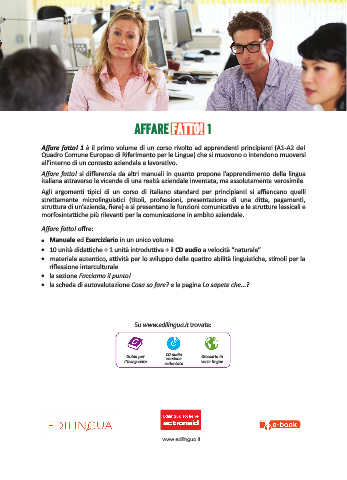 AFFARE FATTO! 1
Affare fatto! 1 è il primo volume di un corso rivolto ad apprendenti principianti (A1-A2 del
Quadro Comune Europeo di Riferimento per le Lingue) che si muovono o intendono muoversi
all'interno di un contesto aziendale e lavorativo.
Affare fatto! si differenzia da altri manuali in quanto propone l'apprendimento della lingua
italiana attraverso le vicende di una realtà aziendale inventata, ma assolutamente verosimile.
Agli argomenti tipici di un corso di italiano standard per principianti si affiancano quelli
strettamente microlinguistici (titoli, professioni, presentazione di una ditta, pagamenti,
struttura di un'azienda, fiere) e si presentano le funzioni comunicative e le strutture lessicali e
morfosintattiche più rilevanti per la comunicazione in ambito aziendale.
Affare fatto! offre:
• Manuale ed Eserciziario in un unico volume
• 10 unità didattiche + 1 unità introduttiva + il CD audio a velocità "naturale"
• materiale autentico, attività per lo sviluppo delle quattro abilità linguistiche, stimoli per la
riflessione interculturale
• la sezione Facciamo il punto!
• la scheda di autovalutazione Cosa so fare? e la pagina Lo sapete che...?
Su www.edilingua.it trovate:
Guida per
l'insegnante
CD audio
versione
rallentata
Glossario in
varie lingue
EDILINGUA
actionaid
e-book
www.edilingua.it